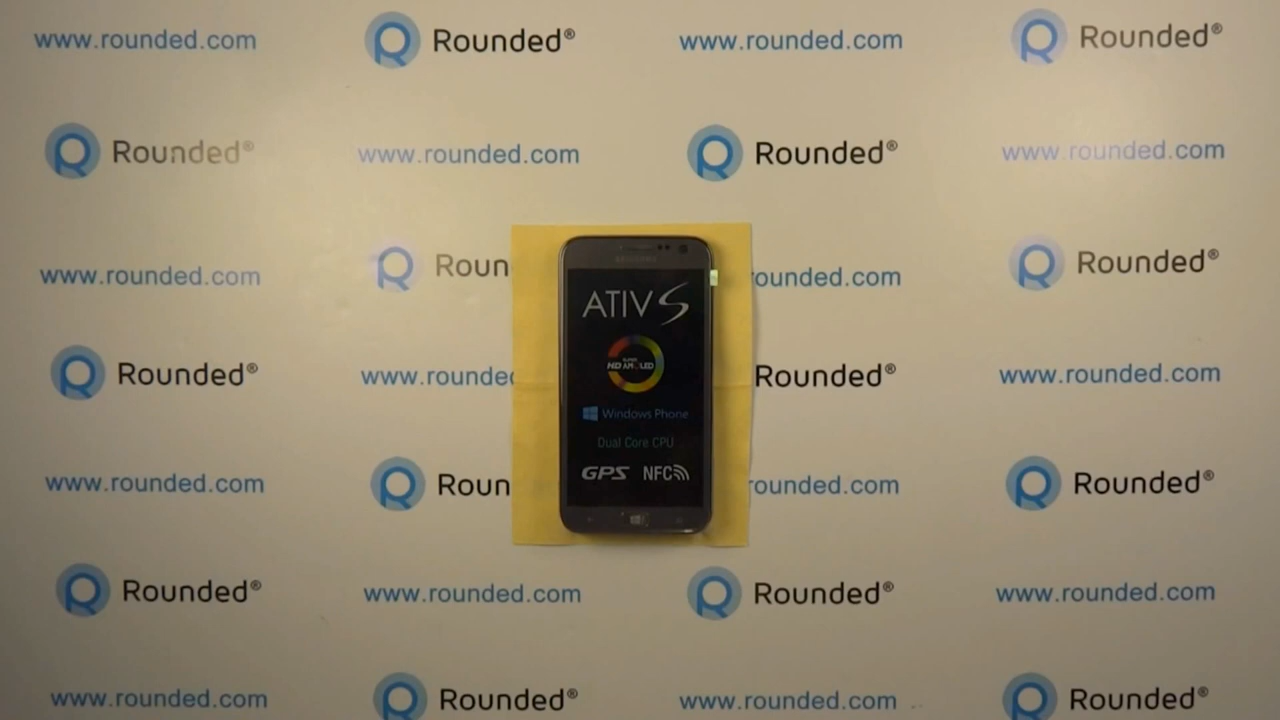 www.rounded.com Rounded® www.rounded.com Rounded®
Rounded® www.rounded.com Rounded® www.rounded.com
www.rounded.com Roun ounded.com Rounded®
SAMSUNG
ATIV S
SUPER
HD AMOLED
Rounded® www.rounded Rounded® www.rounded.com
Windows Phone
Dual Core CPU
GPS NFC
www.rounded.com Roun ounded.com Rounded®
Rounded® www.rounded.com Rounded® www.rounded.com
www.rounded.com Rounded® www.rounded.com Rounded®